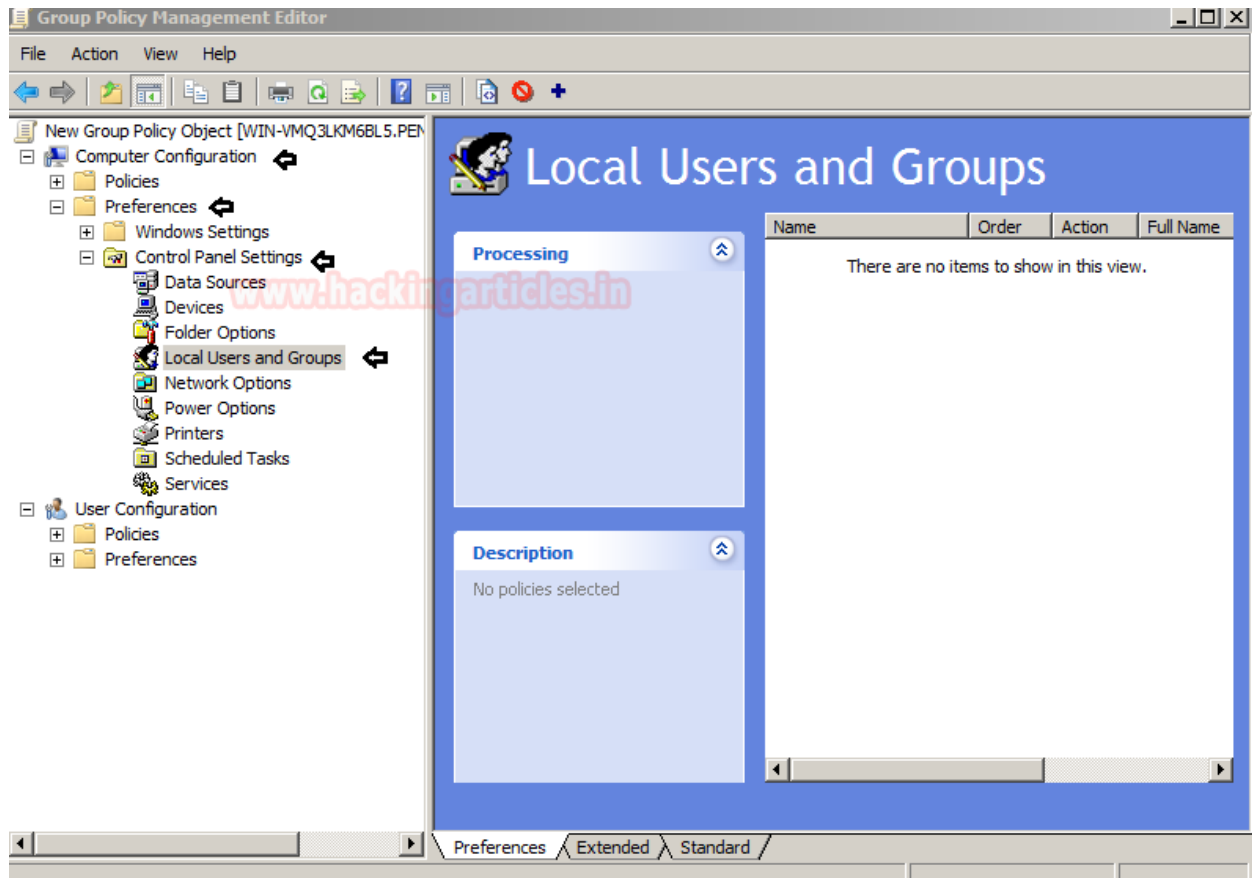 Group Policy Management Editor
File Action View Help
New Group Policy Object [WIN-VMQ3LKM6BL5.PEN
Computer Configuration
Policies
Preferences
Windows Settings
Control Panel Settings
Data Sources
Devices
Folder Options
Local Users and Groups
Network Options
Power Options
Printers
Scheduled Tasks
Services
User Configuration
Policies
Preferences
www.hackingarticles.in
Local Users and Groups
Processing
Description
No policies selected
Name Order Action Full Name
There are no items to show in this view.
Preferences Extended Standard